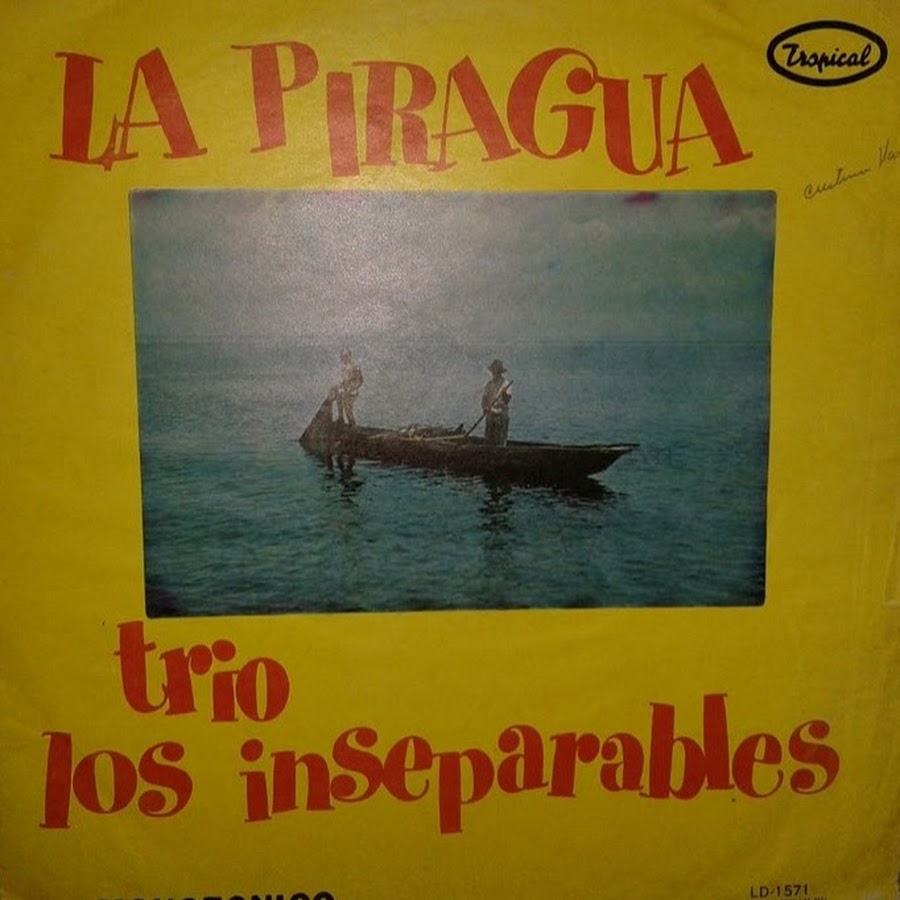 Tropical
LA PIRAGUA
trio
los inseparables
LD-1571